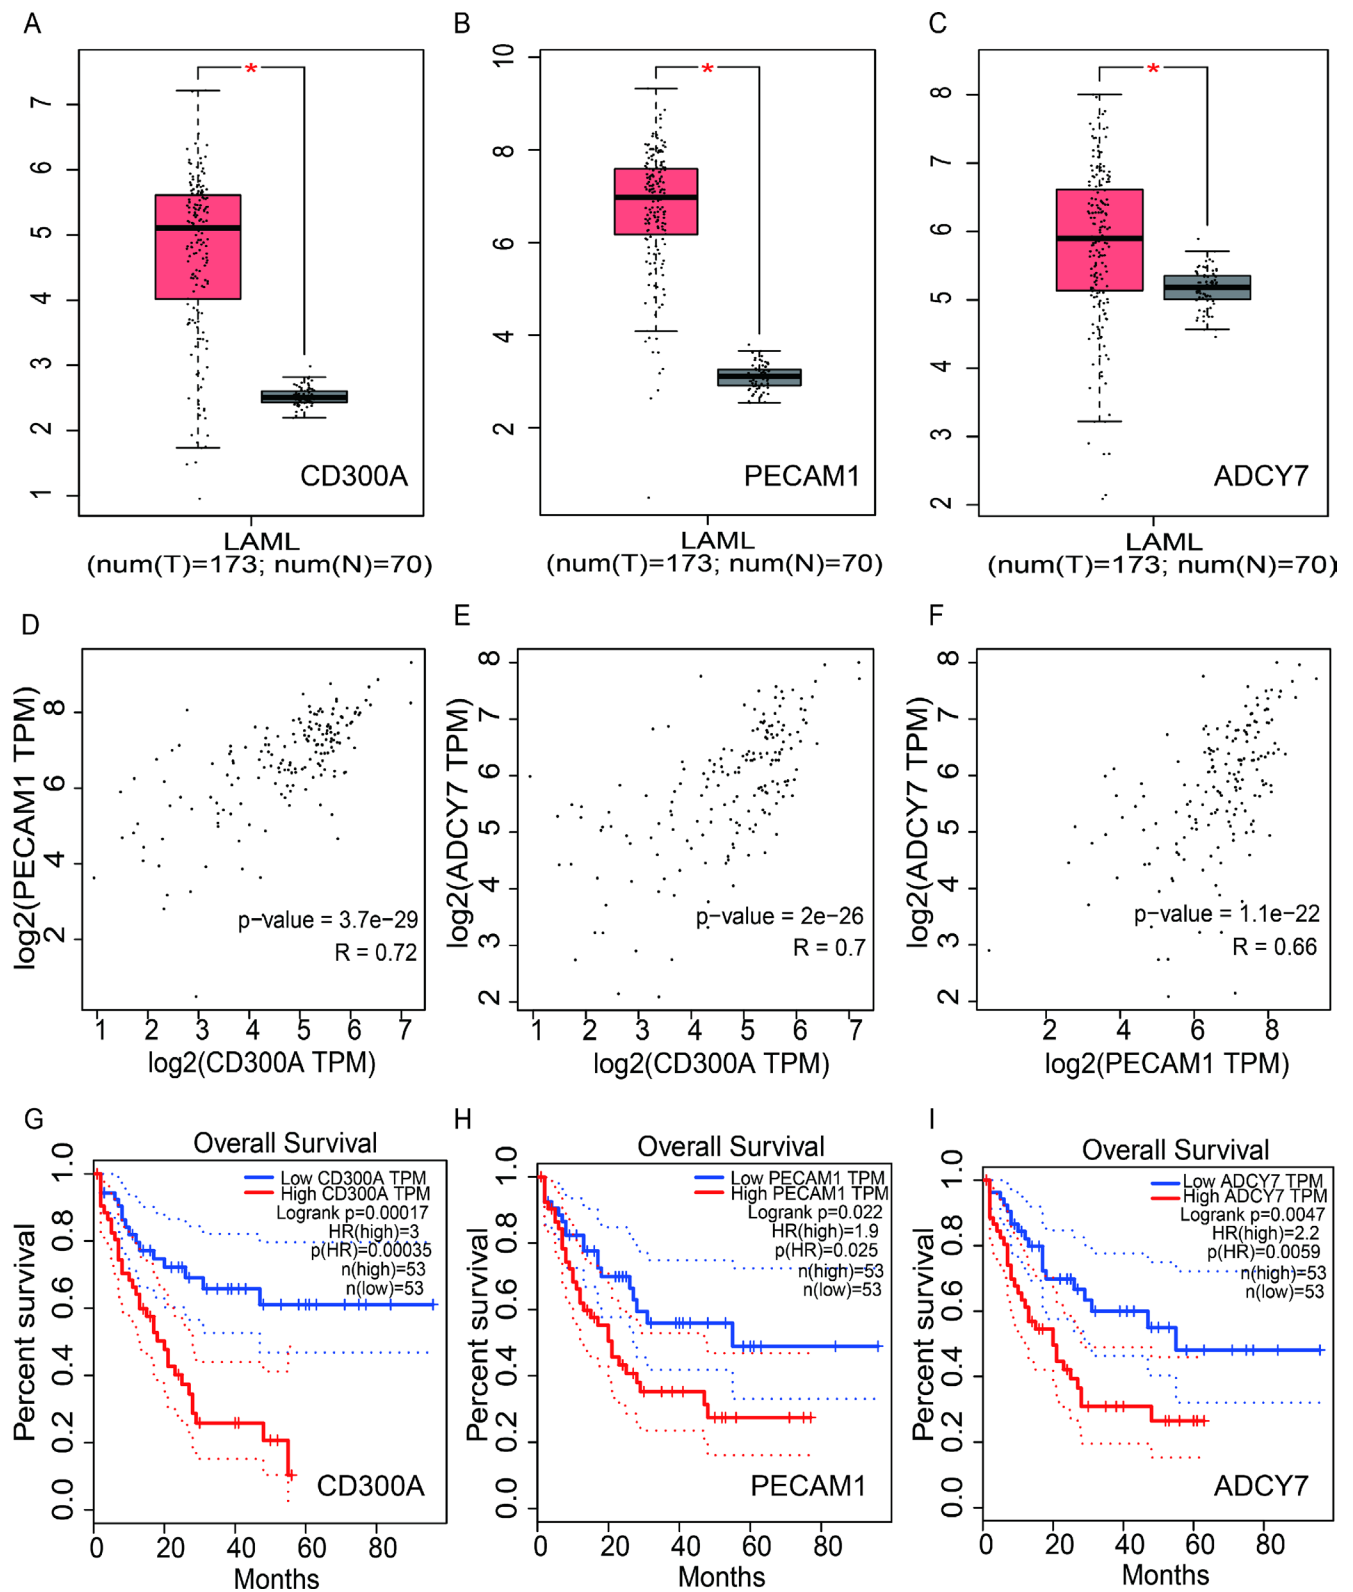 A
B
C
7
6
5
4
3
2
1
*
CD300A
LAML
(num(T)=173; num(N)=70)
10
8
6
4
2
*
PECAM1
LAML
(num(T)=173; num(N)=70)
8
7
6
5
4
3
2
*
ADCY7
LAML
(num(T)=173; num(N)=70)
D
E
F
log2(PECAM1 TPM)
8
6
4
2
p-value = 3.7e-29
R = 0.72
1 2 3 4 5 6 7
log2(CD300A TPM)
log2(ADCY7 TPM)
8
7
6
5
4
3
2
p-value = 2e-26
R = 0.7
1 2 3 4 5 6 7
log2(CD300A TPM)
log2(ADCY7 TPM)
8
7
6
5
4
3
2
p-value = 1.1e-22
R = 0.66
2 4 6 8
log2(PECAM1 TPM)
G
H
I
Overall Survival
Low CD300A TPM
High CD300A TPM
Logrank p=0.00017
HR(high)=3
p(HR)=0.00035
n(high)=53
n(low)=53
Percent survival
1.0
0.8
0.6
0.4
0.2
0.0
CD300A
0 20 40 60 80
Months
Overall Survival
Low PECAM1 TPM
High PECAM1 TPM
Logrank p=0.022
HR(high)=1.9
p(HR)=0.025
n(high)=53
n(low)=53
Percent survival
1.0
0.8
0.6
0.4
0.2
0.0
PECAM1
0 20 40 60 80
Months
Overall Survival
Low ADCY7 TPM
High ADCY7 TPM
Logrank p=0.0047
HR(high)=2.2
p(HR)=0.0059
n(high)=53
n(low)=53
Percent survival
1.0
0.8
0.6
0.4
0.2
0.0
ADCY7
0 20 40 60 80
Months